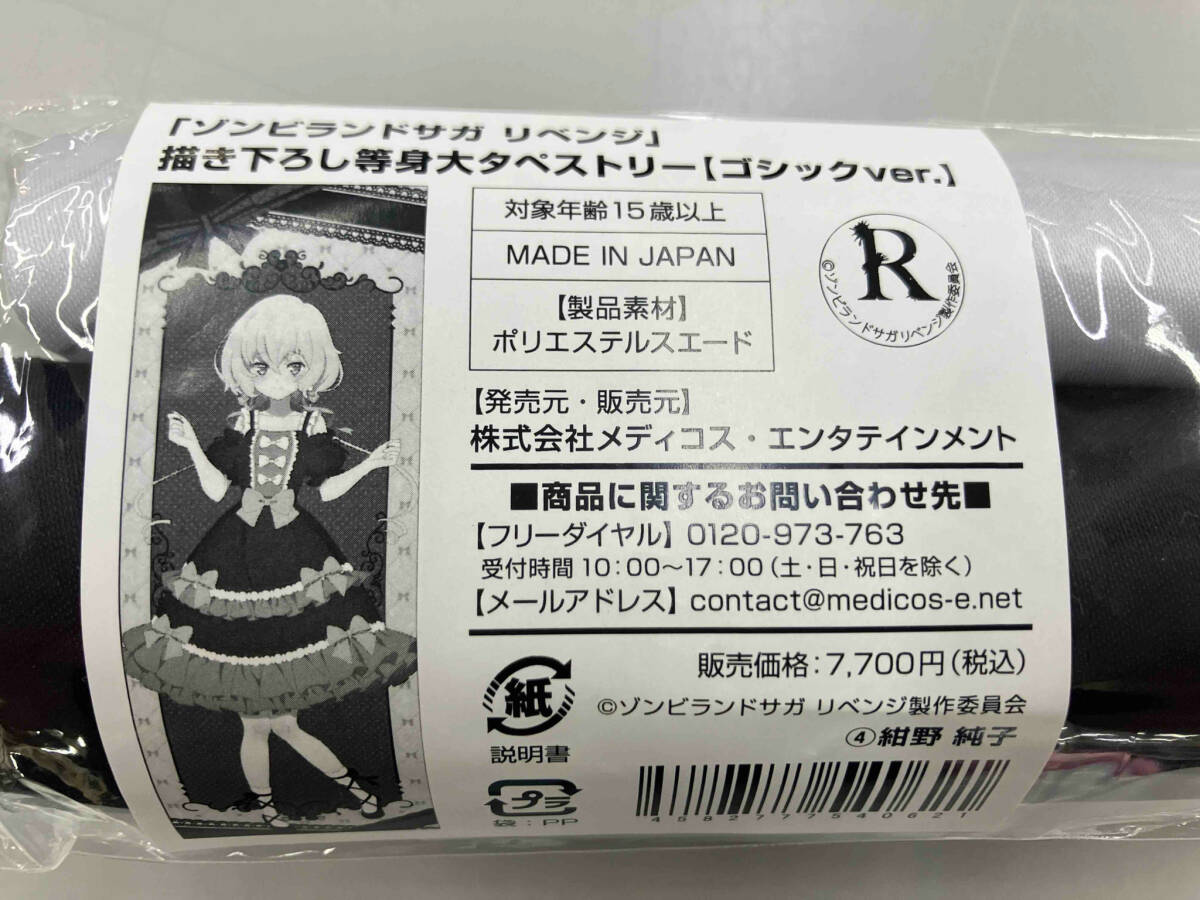 「ゾンビランドサガ リベンジ」
描き下ろし等身大タペストリー【ゴシックver.】
対象年齢15歳以上
MADE IN JAPAN
【製品素材】
ポリエステルスエード
R
©ゾンビランドサガリベンジ製作委員会
【発売元・販売元】
株式会社メディコス・エンタテインメント
■商品に関するお問い合わせ先■
【フリーダイヤル】0120-973-763
受付時間 10:00～17:00（土・日・祝日を除く）
【メールアドレス】contact@medicos-e.net
販売価格：7,700円（税込）
©ゾンビランドサガ リベンジ製作委員会
④紺野 純子
紙
説明書
プラ
袋：PP
4582777540621